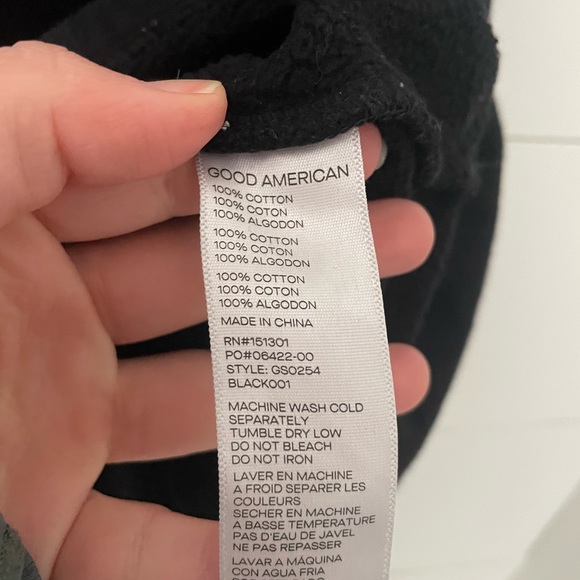 GOOD AMERICAN
100% COTTON
100% COTON
100% ALGODON
100% COTTON
100% COTON
100% ALGODON
100% COTTON
100% COTON
100% ALGODON
MADE IN CHINA
RN#151301
PO#06422-00
STYLE: GS0254
BLACK001
MACHINE WASH COLD
SEPARATELY
TUMBLE DRY LOW
DO NOT BLEACH
DO NOT IRON
LAVER EN MACHINE
A FROID SEPARER LES
COULEURS
SECHER EN MACHINE
A BASSE TEMPERATURE
PAS D'EAU DE JAVEL
NE PAS REPASSER
LAVAR A MÁQUINA
CON AGUA FRIA